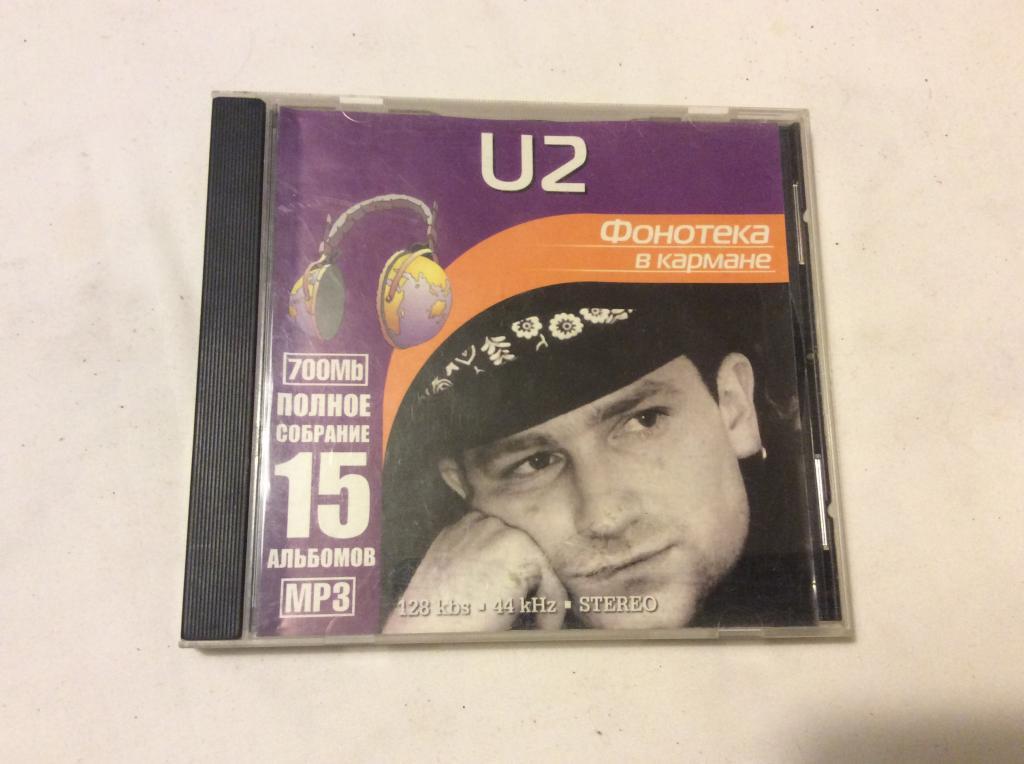 U2
Фонотека
в кармане
700Mb
ПОЛНОЕ
СОБРАНИЕ
15
АЛЬБОМОВ
MP3
128 kbs ▪ 44 kHz ▪ STEREO